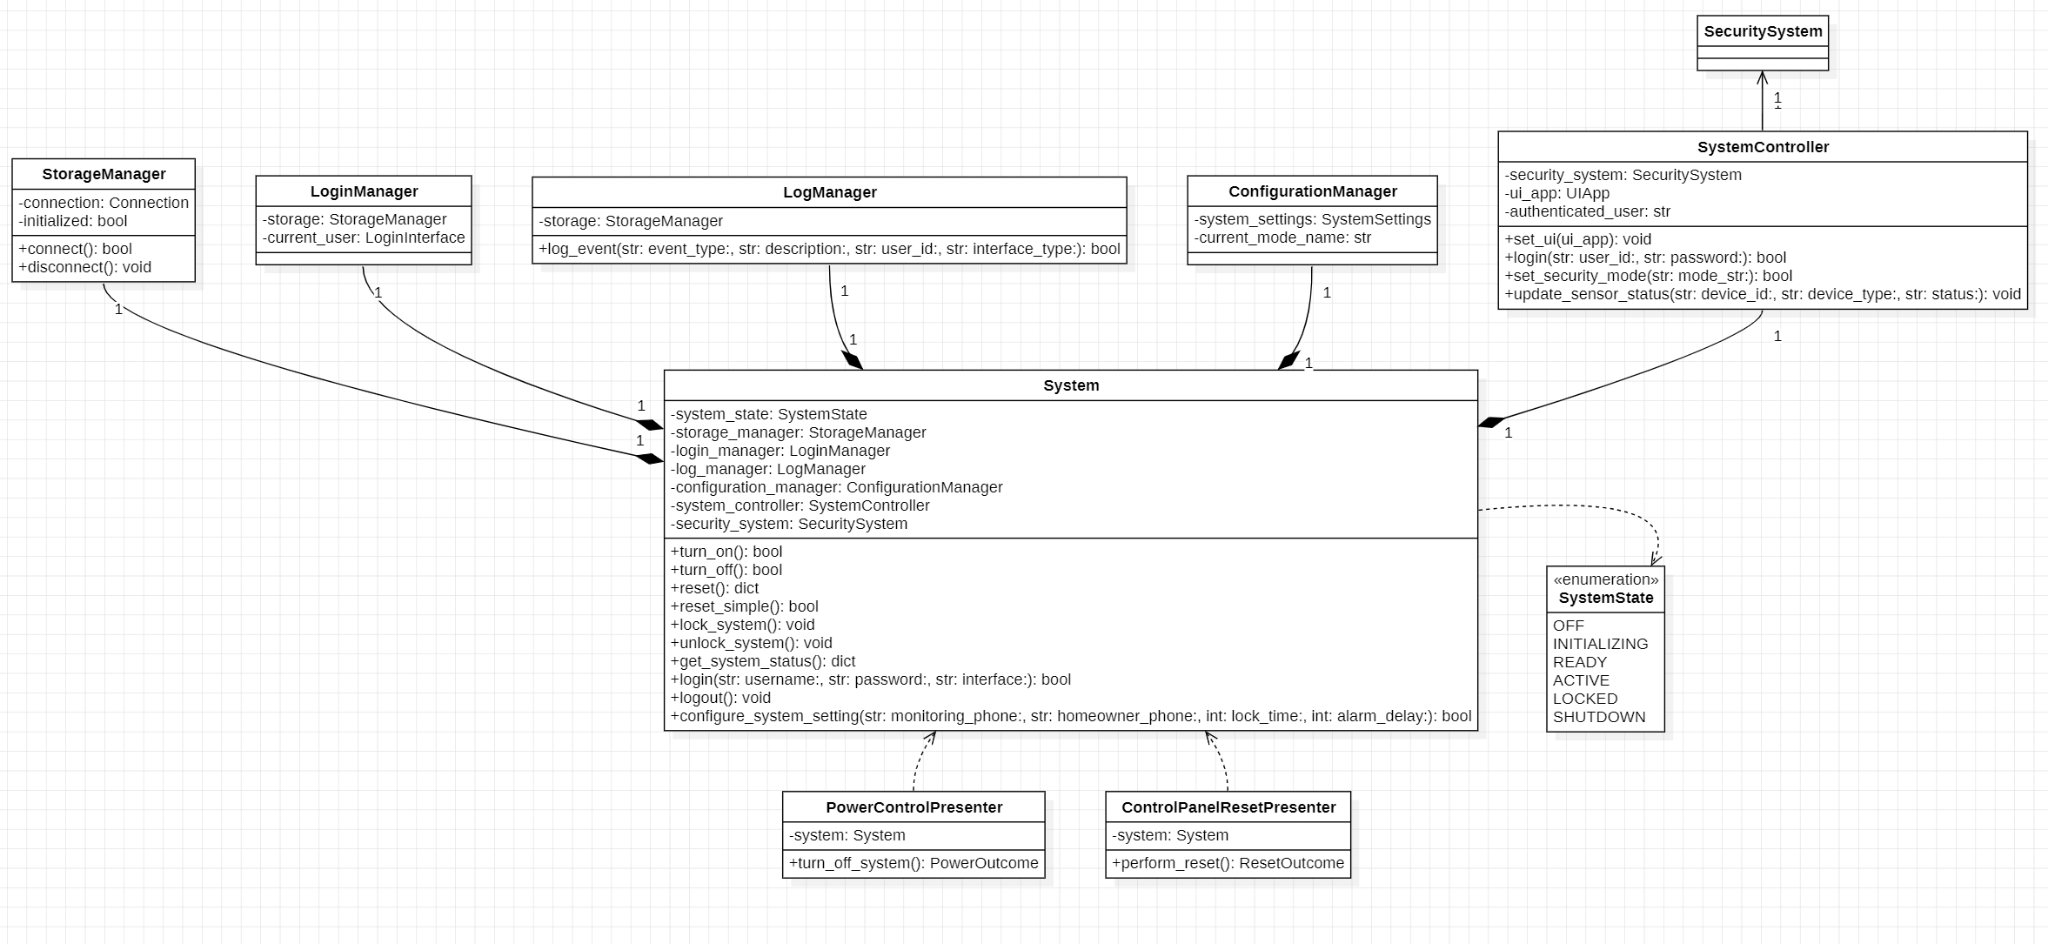 SecuritySystem
1
SystemController
-security_system: SecuritySystem
-ui_app: UIApp
-authenticated_user: str
+set_ui(ui_app): void
+login(str: user_id:, str: password:): bool
+set_security_mode(str: mode_str:): bool
+update_sensor_status(str: device_id:, str: device_type:, str: status:): void
StorageManager
-connection: Connection
-initialized: bool
+connect(): bool
+disconnect(): void
LoginManager
-storage: StorageManager
-current_user: LoginInterface
LogManager
-storage: StorageManager
+log_event(str: event_type:, str: description:, str: user_id:, str: interface_type:): bool
ConfigurationManager
-system_settings: SystemSettings
-current_mode_name: str
1
1
1
1
1
1
1
1
1
1
System
-system_state: SystemState
-storage_manager: StorageManager
-login_manager: LoginManager
-log_manager: LogManager
-configuration_manager: ConfigurationManager
-system_controller: SystemController
-security_system: SecuritySystem
+turn_on(): bool
+turn_off(): bool
+reset(): dict
+reset_simple(): bool
+lock_system(): void
+unlock_system(): void
+get_system_status(): dict
+login(str: username:, str: password:, str: interface:): bool
+logout(): void
+configure_system_setting(str: monitoring_phone:, str: homeowner_phone:, int: lock_time:, int: alarm_delay:): bool
«enumeration»
SystemState
OFF
INITIALIZING
READY
ACTIVE
LOCKED
SHUTDOWN
PowerControlPresenter
-system: System
+turn_off_system(): PowerOutcome
ControlPanelResetPresenter
-system: System
+perform_reset(): ResetOutcome